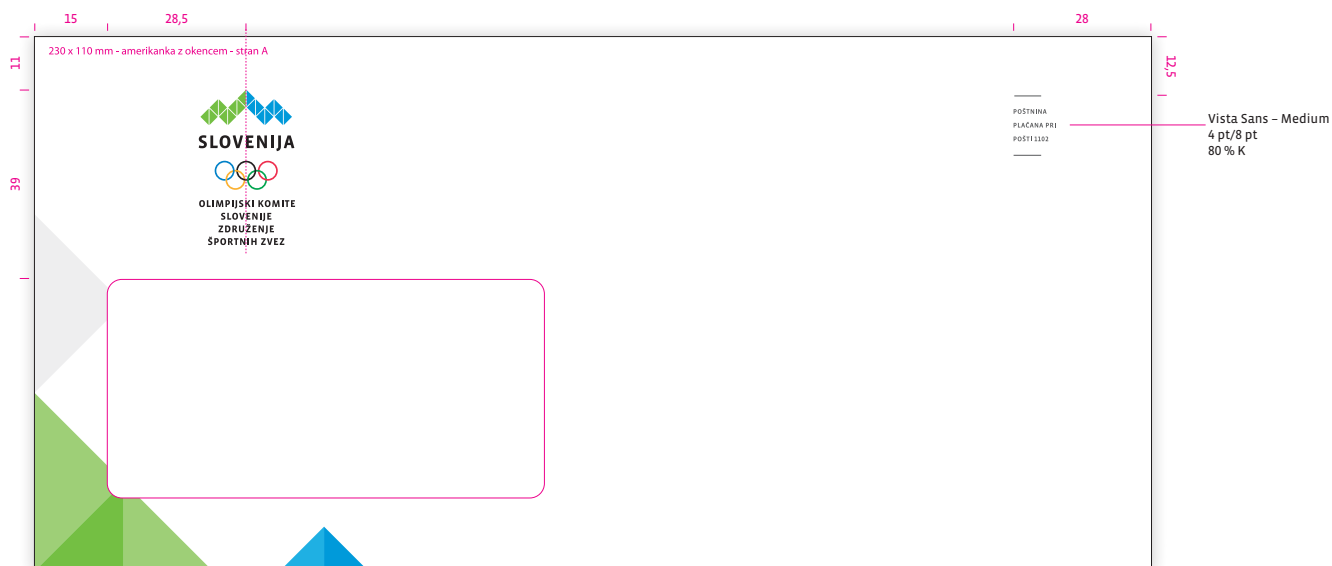 15
28,5
28
230 x 110 mm - amerikanka z okencem - stran A
11
12,5
SLOVENIJA
OLIMPIJSKI KOMITE
SLOVENIJE
ZDRUŽENJE
ŠPORTNIH ZVEZ
39
POŠTNINA
PLAČANA PRI
POŠTI 1102
Vista Sans – Medium
4 pt/8 pt
80 % K